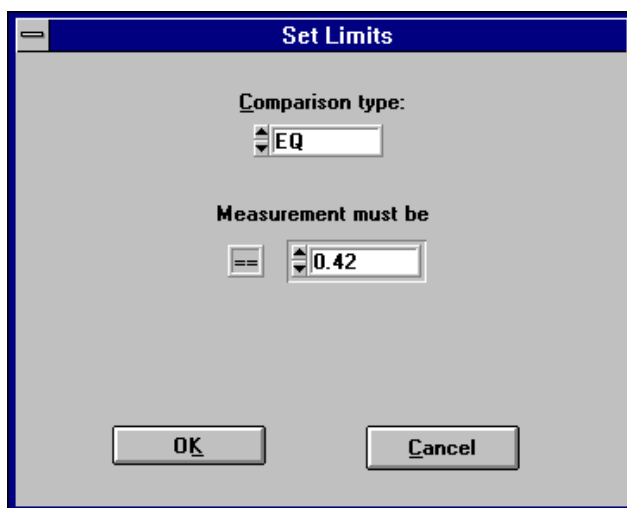 Set Limits
Comparison type:
EQ
Measurement must be
== 0.42
OK Cancel